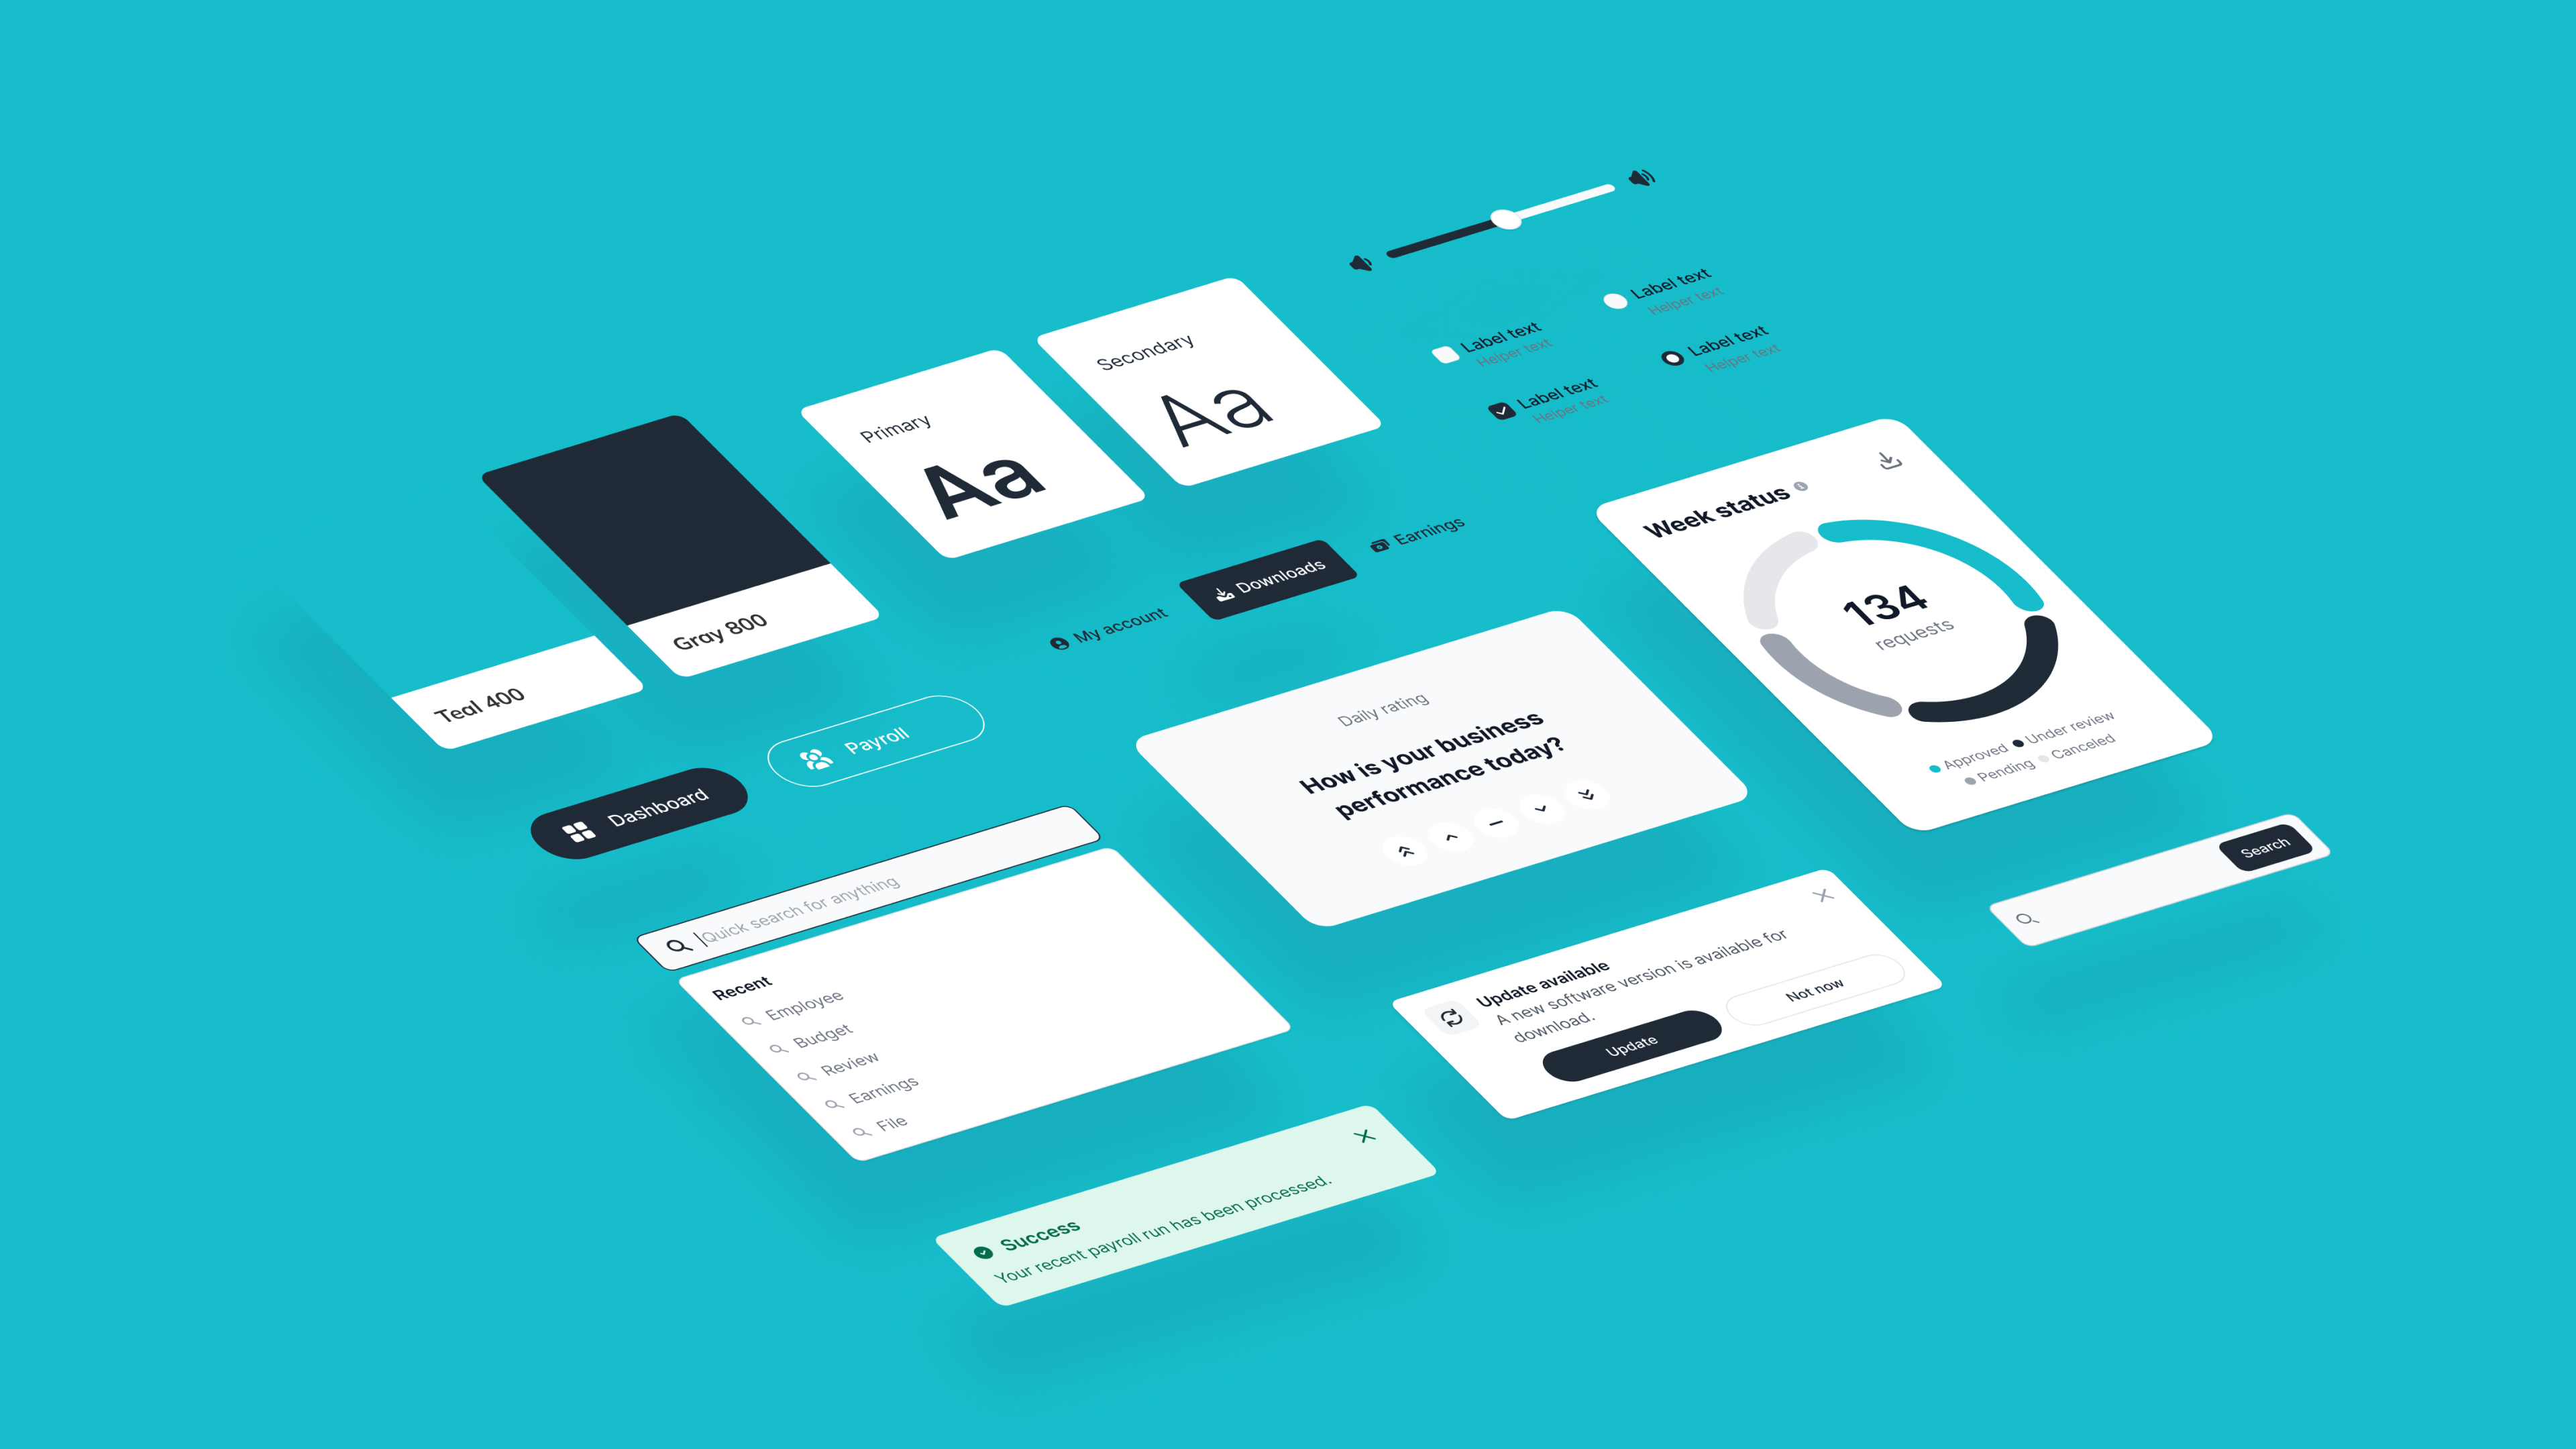 Label text
Helper text
Label text
Helper text
Label text
Helper text
Label text
Helper text
Secondary
Aa
Primary
Aa
Gray 800
Teal 400
My account
Downloads
Earnings
Week status
134
requests
Approved
Under review
Pending
Canceled
Payroll
Dashboard
Daily rating
How is your business
performance today?
Quick search for anything
Recent
Employee
Budget
Review
Earnings
File
Search
Update available
A new software version is available for
download.
Update
Not now
Success
Your recent payroll run has been processed.